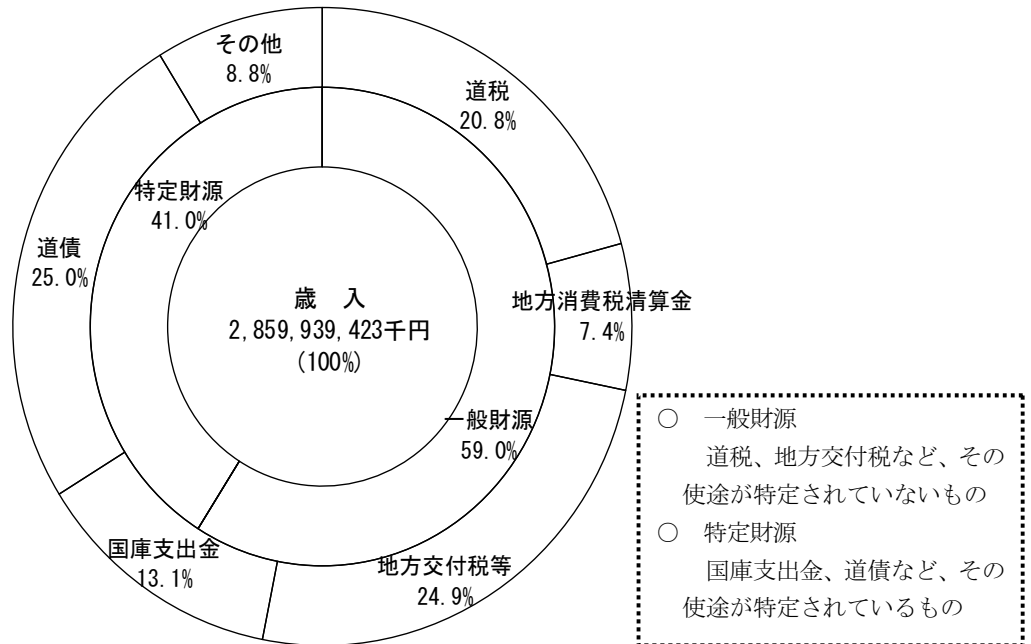 その他
8.8%
道税
20.8%
特定財源
41.0%
道債
25.0%
歳　入
2,859,939,423千円
(100%)
地方消費税清算金
7.4%
一般財源
59.0%
国庫支出金
13.1%
地方交付税等
24.9%
○　一般財源
道税、地方交付税など、その
使途が特定されていないもの
○　特定財源
国庫支出金、道債など、その
使途が特定されているもの